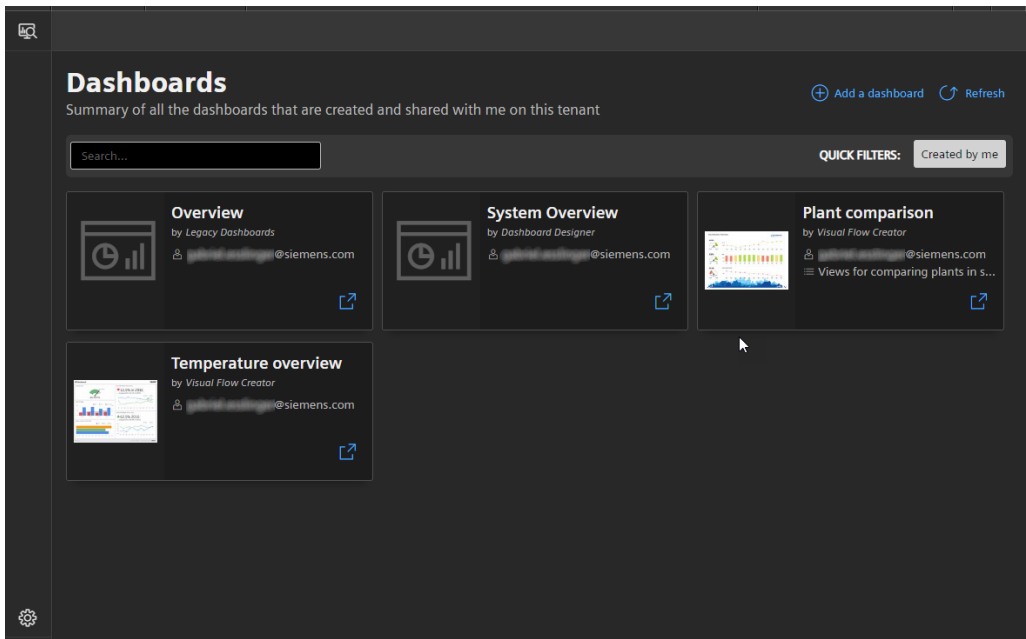 Dashboards
Summary of all the dashboards that are created and shared with me on this tenant
Add a dashboard
Refresh
Search...
QUICK FILTERS:
Created by me
Overview
by Legacy Dashboards
@siemens.com
System Overview
by Dashboard Designer
@siemens.com
Plant comparison
by Visual Flow Creator
@siemens.com
Views for comparing plants in s...
Temperature overview
by Visual Flow Creator
@siemens.com